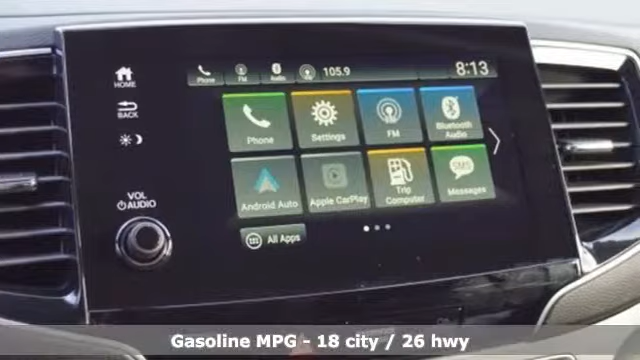 Phone FM Audio 105.9 8:13
HOME
BACK
Phone Settings FM Bluetooth Audio
Android Auto Apple CarPlay Trip Computer SMS Messages
All Apps
VOL
AUDIO
Gasoline MPG - 18 city / 26 hwy